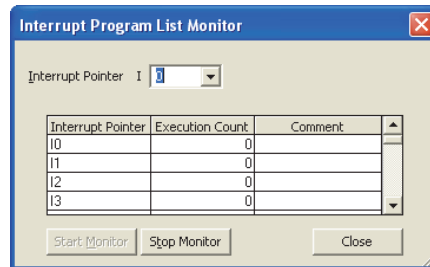 Interrupt Program List Monitor
Interrupt Pointer I 0
Interrupt Pointer Execution Count Comment
I0 0
I1 0
I2 0
I3 0
Start Monitor Stop Monitor Close